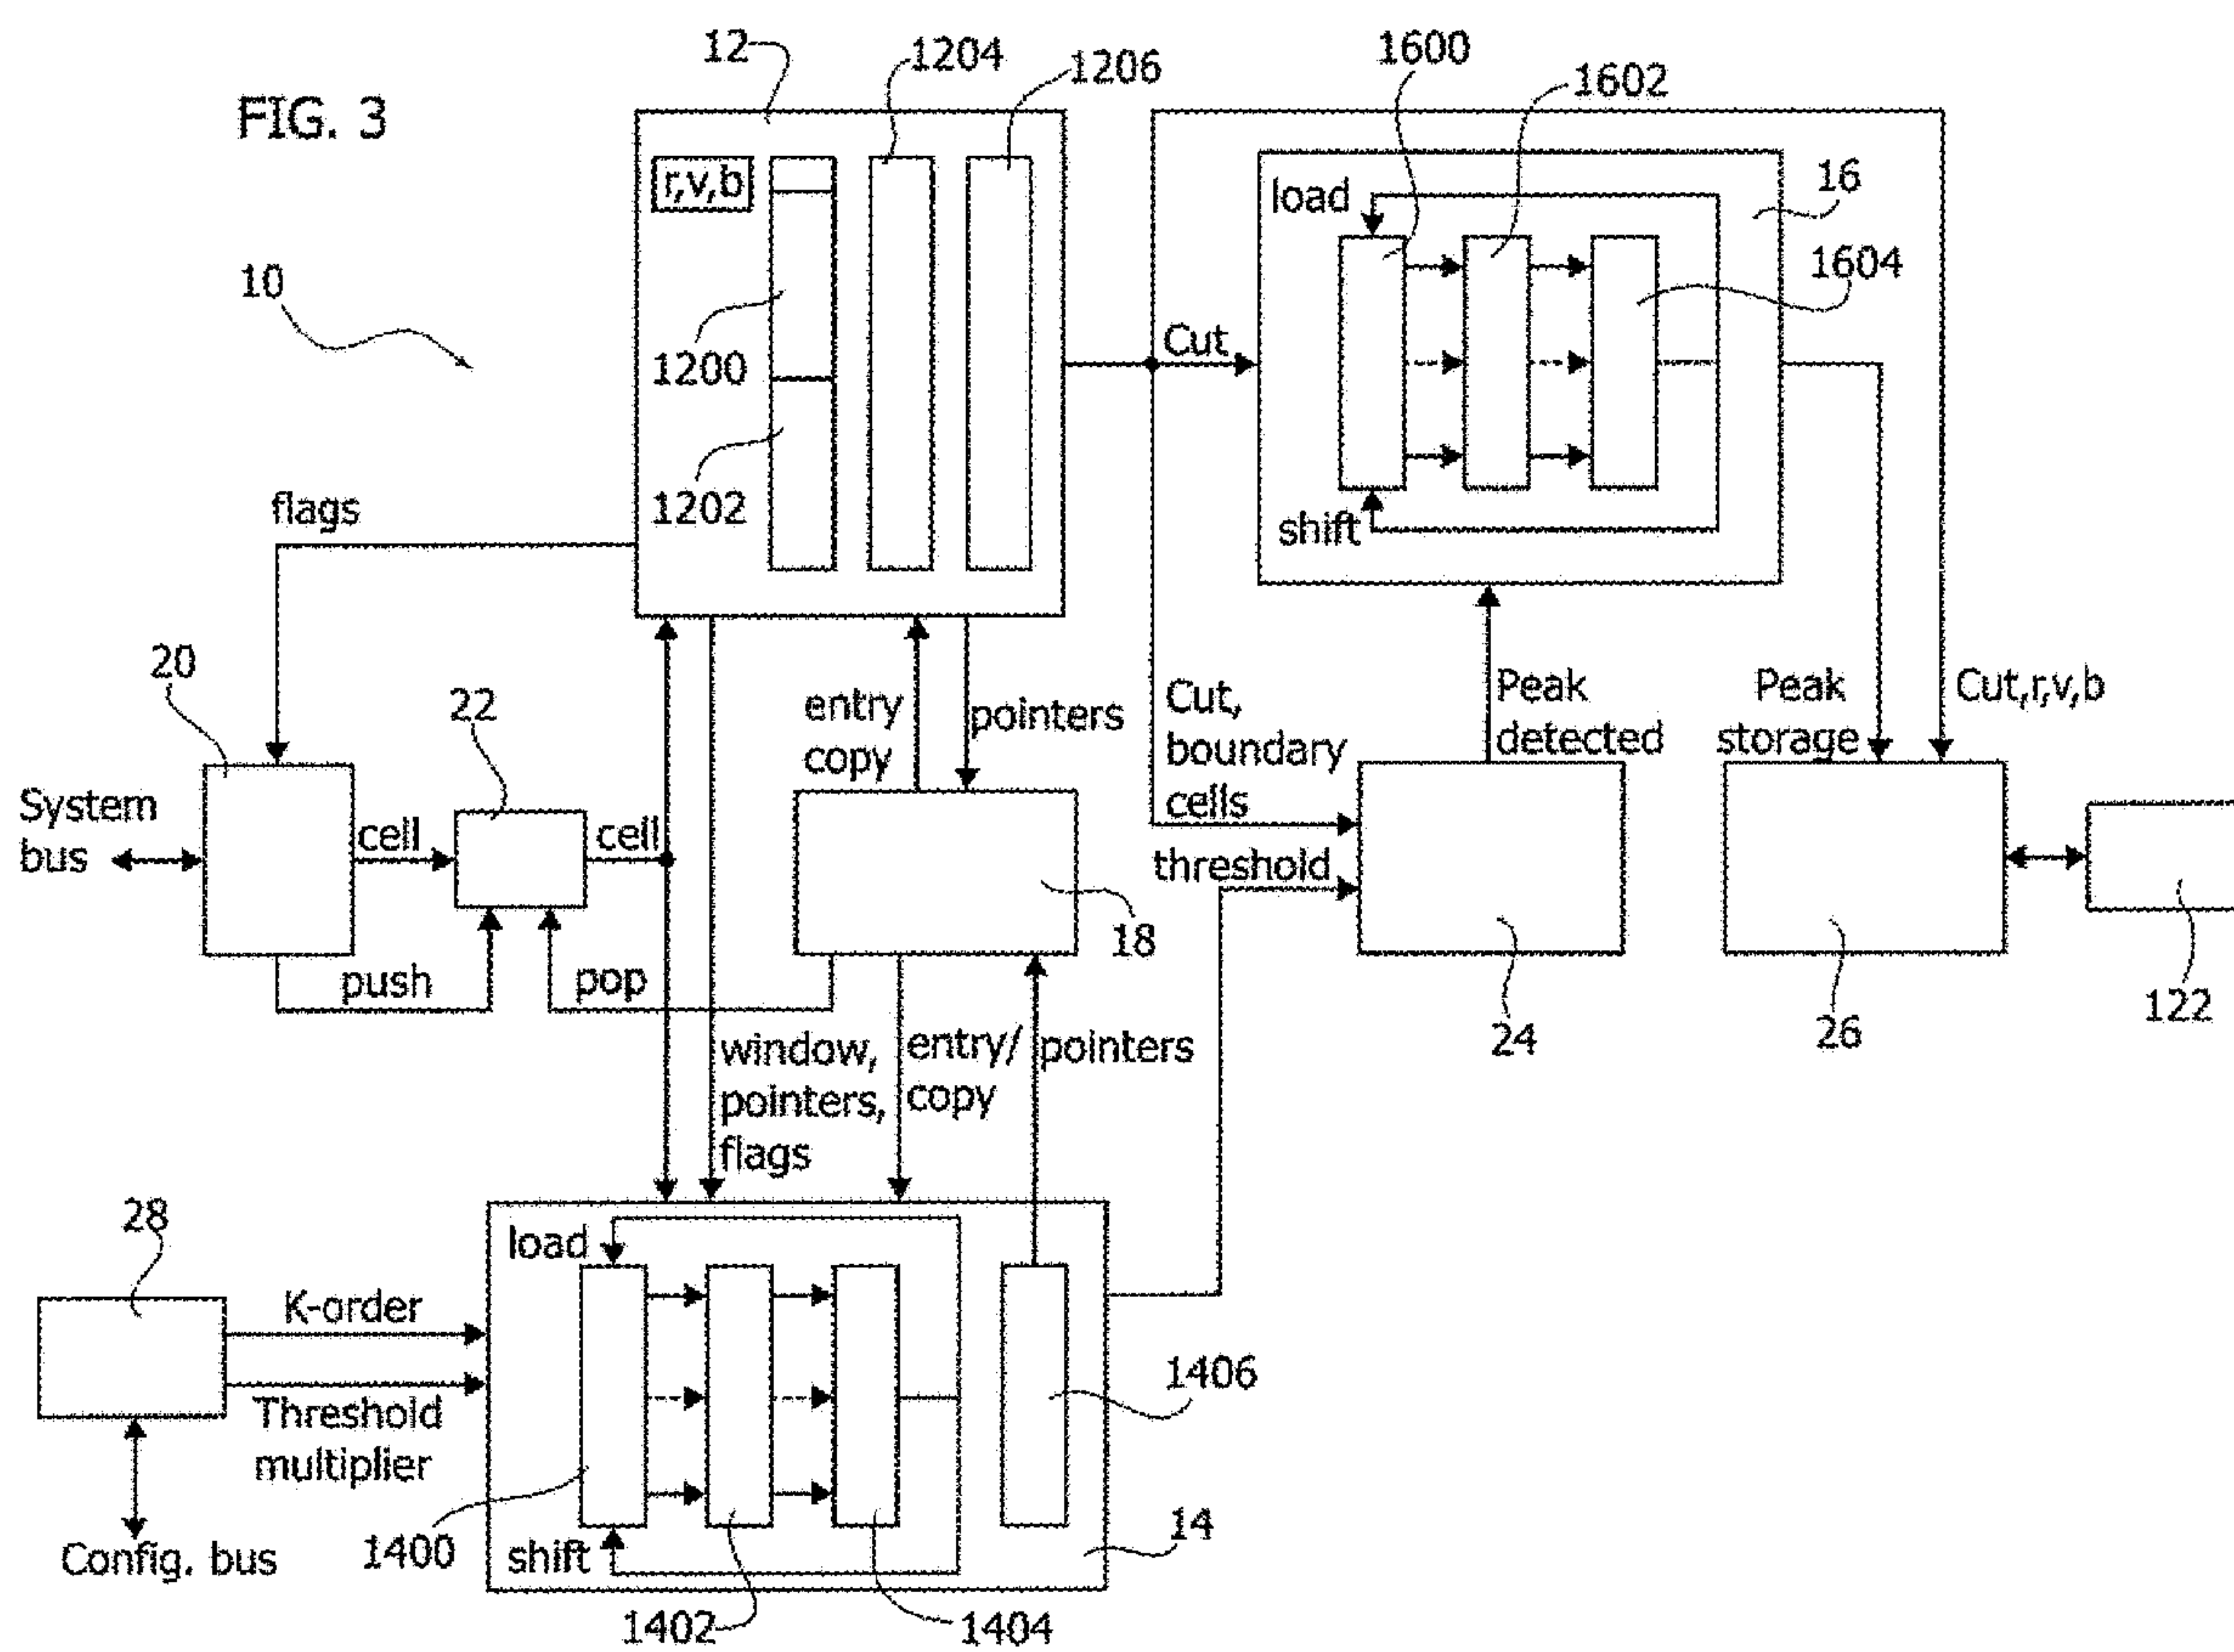 FIG. 3
10
12
1204
1206
r,v,b
1200
1202
1600
1602
16
1604
load
shift
Cut
flags
20
22
System
bus
cell
cell
push
pop
entry
copy
pointers
18
Cut,
boundary
cells
threshold
Peak
detected
Peak
storage
Cut,r,v,b
24
26
122
window,
pointers,
flags
entry/
copy
pointers
28
K-order
Threshold
multiplier
Config. bus
load
shift
1400
1402
1404
1406
14